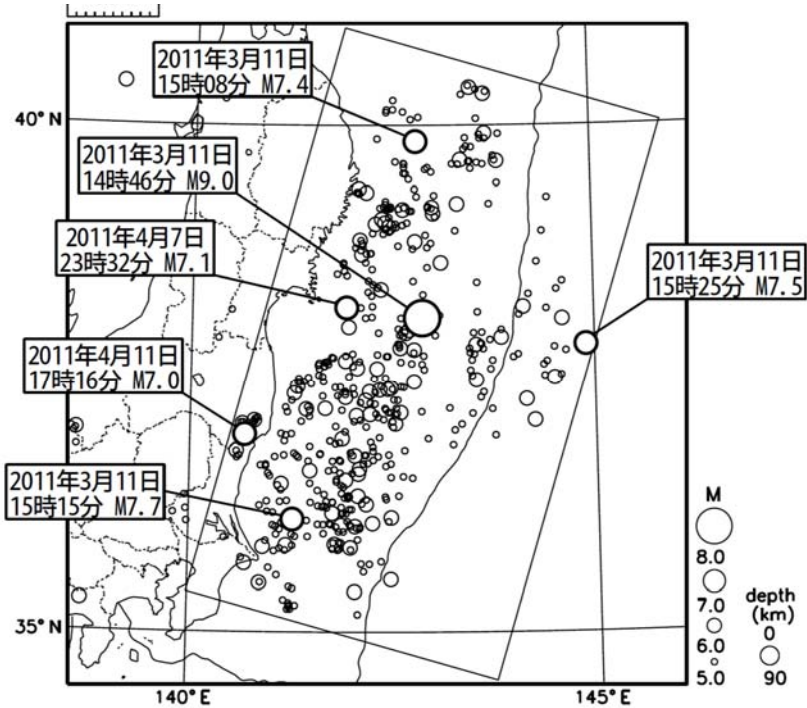 2011年3月11日
15時08分 M7.4
40°N
2011年3月11日
14時46分 M9.0
2011年4月7日
23時32分 M7.1
2011年3月11日
15時25分 M7.5
2011年4月11日
17時16分 M7.0
2011年3月11日
15時15分 M7.7
M
8.0
7.0
6.0
5.0
depth
(km)
0
90
35°N
140°E
145°E